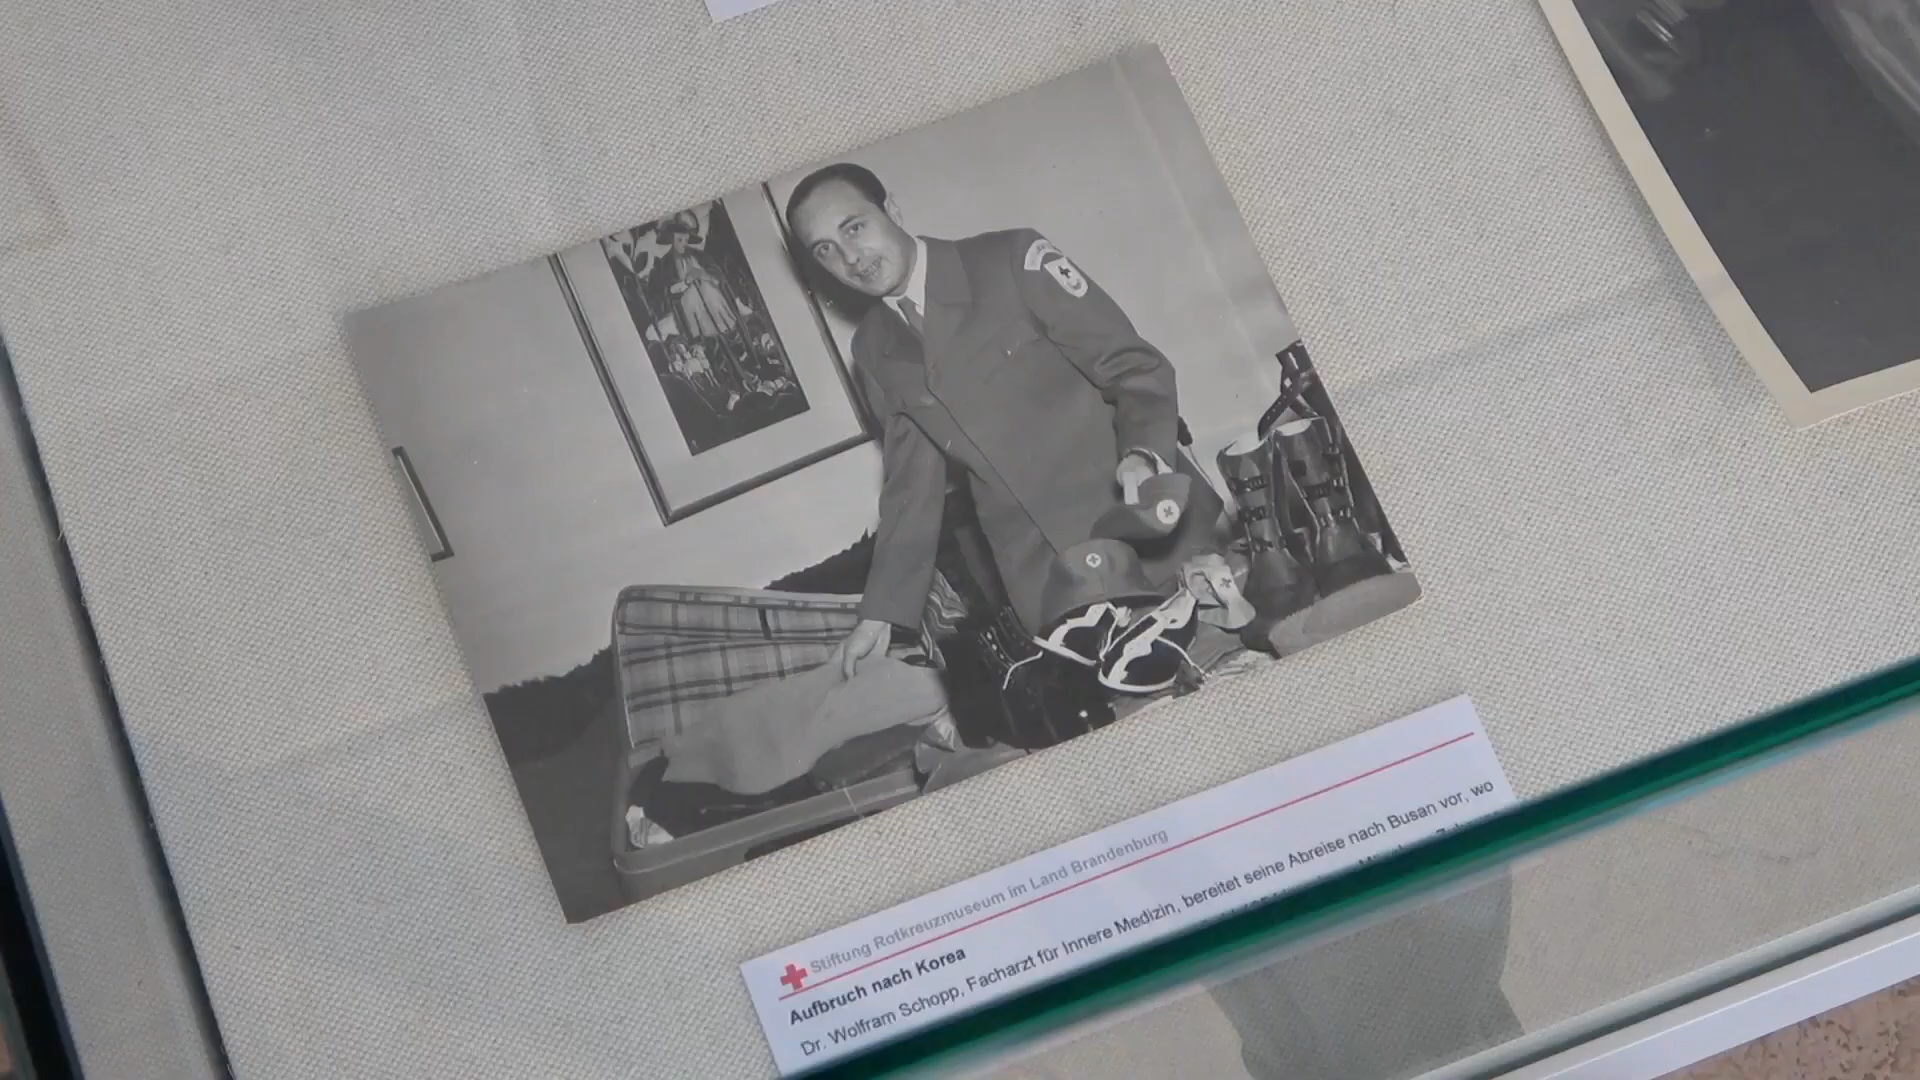 Stiftung Rotkreuzmuseum im Land Brandenburg
Aufbruch nach Korea
Dr. Wolfram Schopp, Facharzt für Innere Medizin, bereitet seine Abreise nach Busan vor, wo